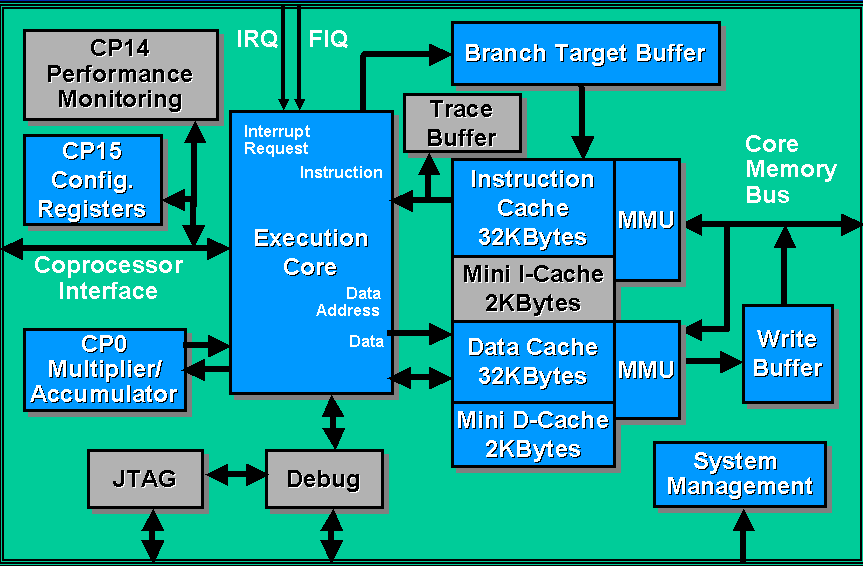 CP14
Performance
Monitoring
IRQ
FIQ
Branch Target Buffer
Trace
Buffer
CP15
Config.
Registers
Interrupt
Request
Instruction
Execution
Core
Data
Address
Data
Instruction
Cache
32KBytes
MMU
Core
Memory
Bus
Coprocessor
Interface
Mini I-Cache
2KBytes
CP0
Multiplier/
Accumulator
Data Cache
32KBytes
MMU
Write
Buffer
Mini D-Cache
2KBytes
JTAG
Debug
System
Management